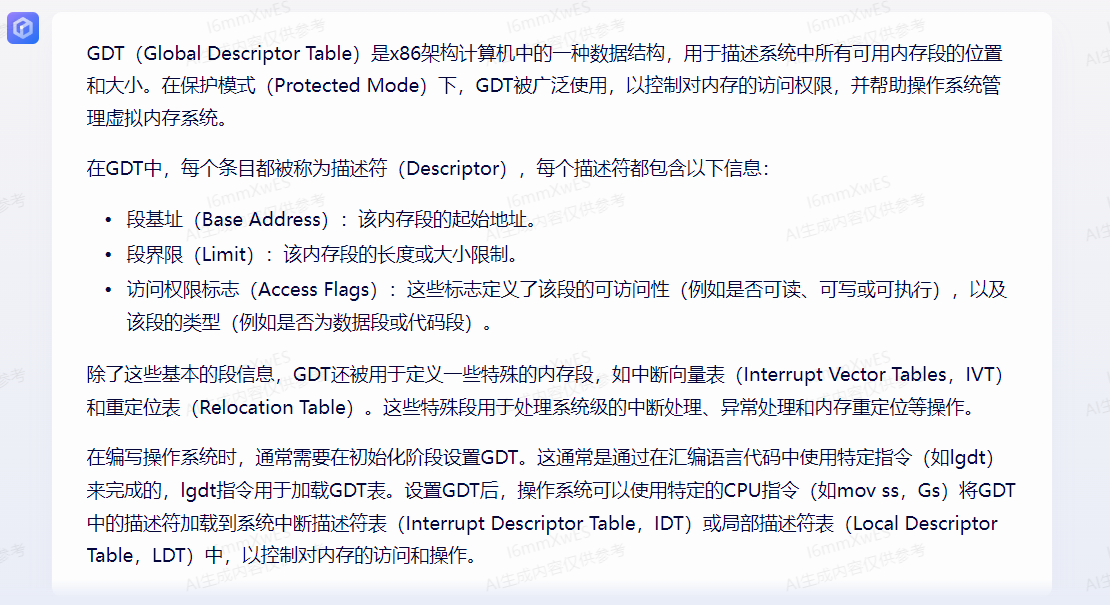 GDT（Global Descriptor Table）是x86架构计算机中的一种数据结构，用于描述系统中所有可用内存段的位置
和大小。在保护模式（Protected Mode）下，GDT被广泛使用，以控制对内存的访问权限，并帮助操作系统管
理虚拟内存系统。
在GDT中，每个条目都被称为描述符（Descriptor），每个描述符都包含以下信息：
• 段基址（Base Address）：该内存段的起始地址。
• 段界限（Limit）：该内存段的长度或大小限制。
• 访问权限标志（Access Flags）：这些标志定义了该段的可访问性（例如是否可读、可写或可执行），以及
该段的类型（例如是否为数据段或代码段）。
除了这些基本的段信息，GDT还被用于定义一些特殊的内存段，如中断向量表（Interrupt Vector Tables，IVT）
和重定位表（Relocation Table）。这些特殊段用于处理系统级的中断处理、异常处理和内存重定位等操作。
在编写操作系统时，通常需要在初始化阶段设置GDT。这通常是通过在汇编语言代码中使用特定指令（如lgdt）
来完成的，lgdt指令用于加载GDT表。设置GDT后，操作系统可以使用特定的CPU指令（如mov ss，Gs）将GDT
中的描述符加载到系统中断描述符表（Interrupt Descriptor Table，IDT）或局部描述符表（Local Descriptor
Table，LDT）中，以控制对内存的访问和操作。
l6mmXwES
AI生成内容仅供参考